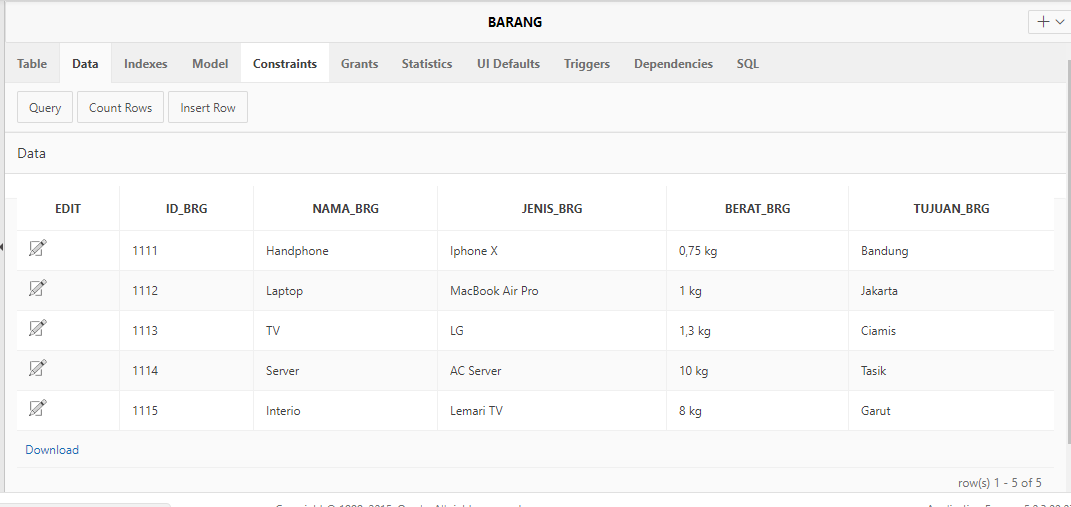 BARANG
Table Data Indexes Model Constraints Grants Statistics UI Defaults Triggers Dependencies SQL
Query Count Rows Insert Row
Data
EDIT ID_BRG NAMA_BRG JENIS_BRG BERAT_BRG TUJUAN_BRG
1111 Handphone Iphone X 0,75 kg Bandung
1112 Laptop MacBook Air Pro 1 kg Jakarta
1113 TV LG 1,3 kg Ciamis
1114 Server AC Server 10 kg Tasik
1115 Interio Lemari TV 8 kg Garut
Download
row(s) 1 - 5 of 5